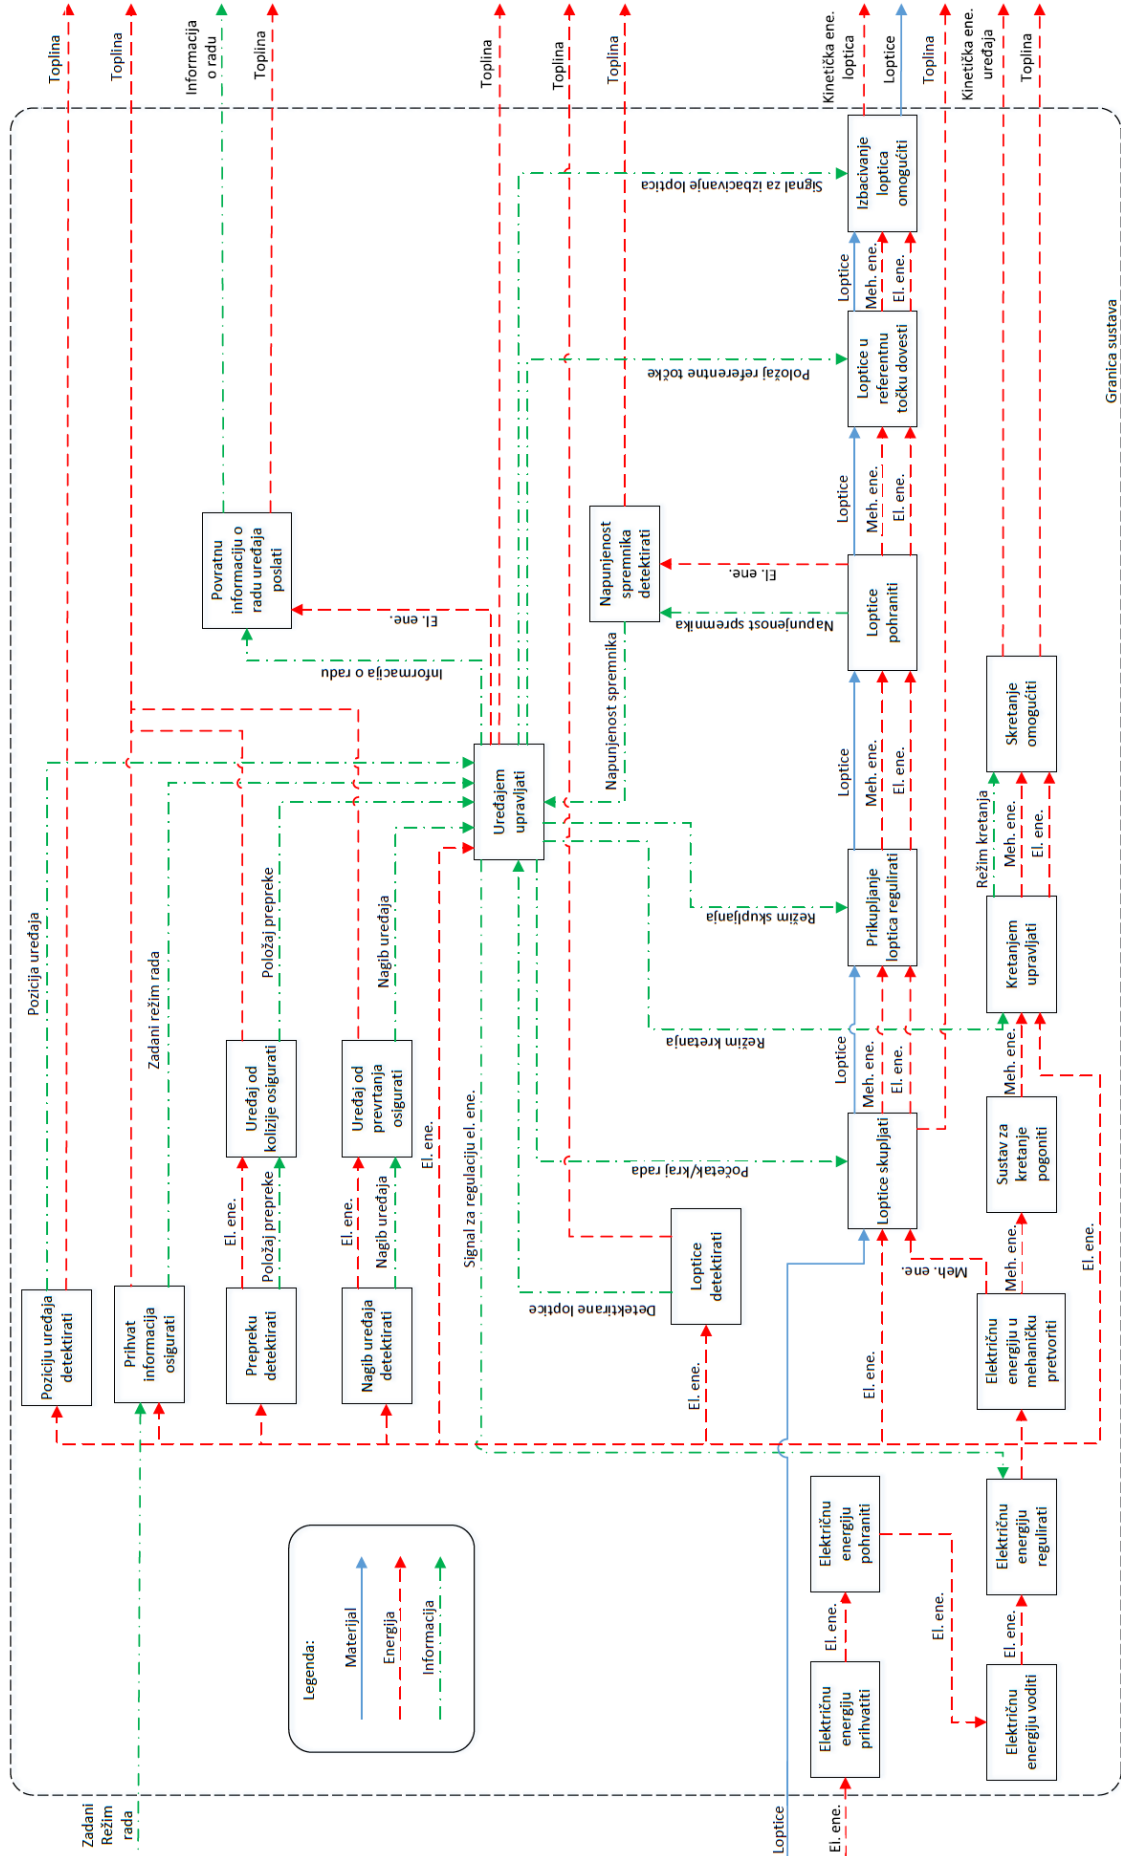 Zadani
Režim
rada
Loptice
El. ene.
Legenda:
Materijal
Energija
Informacija
Električnu
energiju
prihvatiti
El. ene.
Električnu
energiju
pohraniti
El. ene.
Električnu
energiju voditi
El. ene.
Električnu
energiju
regulirati
Poziciju uređaja
detektirati
Prihvat
informacija
osigurati
Prepreku
detektirati
Nagib uređaja
detektirati
Loptice
detektirati
El. ene.
El. ene.
Električnu
energiju u
mehaničku
pretvoriti
Meh. ene.
Meh. ene.
El. ene.
Pozicija uređaja
Zadani režim rada
El. ene.
Položaj prepreke
El. ene.
Nagib uređaja
Uređaj od
kolizije osigurati
Uređaj od
prevrtanja
osigurati
Položaj prepreke
Nagib uređaja
El. ene.
Signal za regulaciju el. ene.
Detektirane loptice
Početak/kraj rada
Režim kretanja
Režim skupljanja
Loptice skupljati
Sustav za
kretanje
pogoniti
Meh. ene.
Loptice
Meh. ene.
El. ene.
Prikupljanje
loptica regulirati
Kretanjem
upravljati
Režim kretanja
Meh. ene.
El. ene.
Skretanje
omogućiti
Uređajem
upravljati
Loptice
Meh. ene.
El. ene.
Informacija o radu
El. ene.
Povratnu
informaciju o
radu uređaja
poslati
Napunjenost spremnika
Napunjenost
spremnika
detektirati
Napunjenost spremnika
El. ene.
Loptice
pohraniti
Loptice
Meh. ene.
El. ene.
Položaj referentne točke
Loptice u
referentnu
točku dovesti
Loptice
Meh. ene.
El. ene.
Signal za izbacivanje loptica
Izbacivanje
loptica
omogućiti
Toplina
Toplina
Informacija
o radu
Toplina
Toplina
Toplina
Toplina
Kinetička ene.
loptica
Loptice
Toplina
Kinetička ene.
uređaja
Toplina
Granica sustava